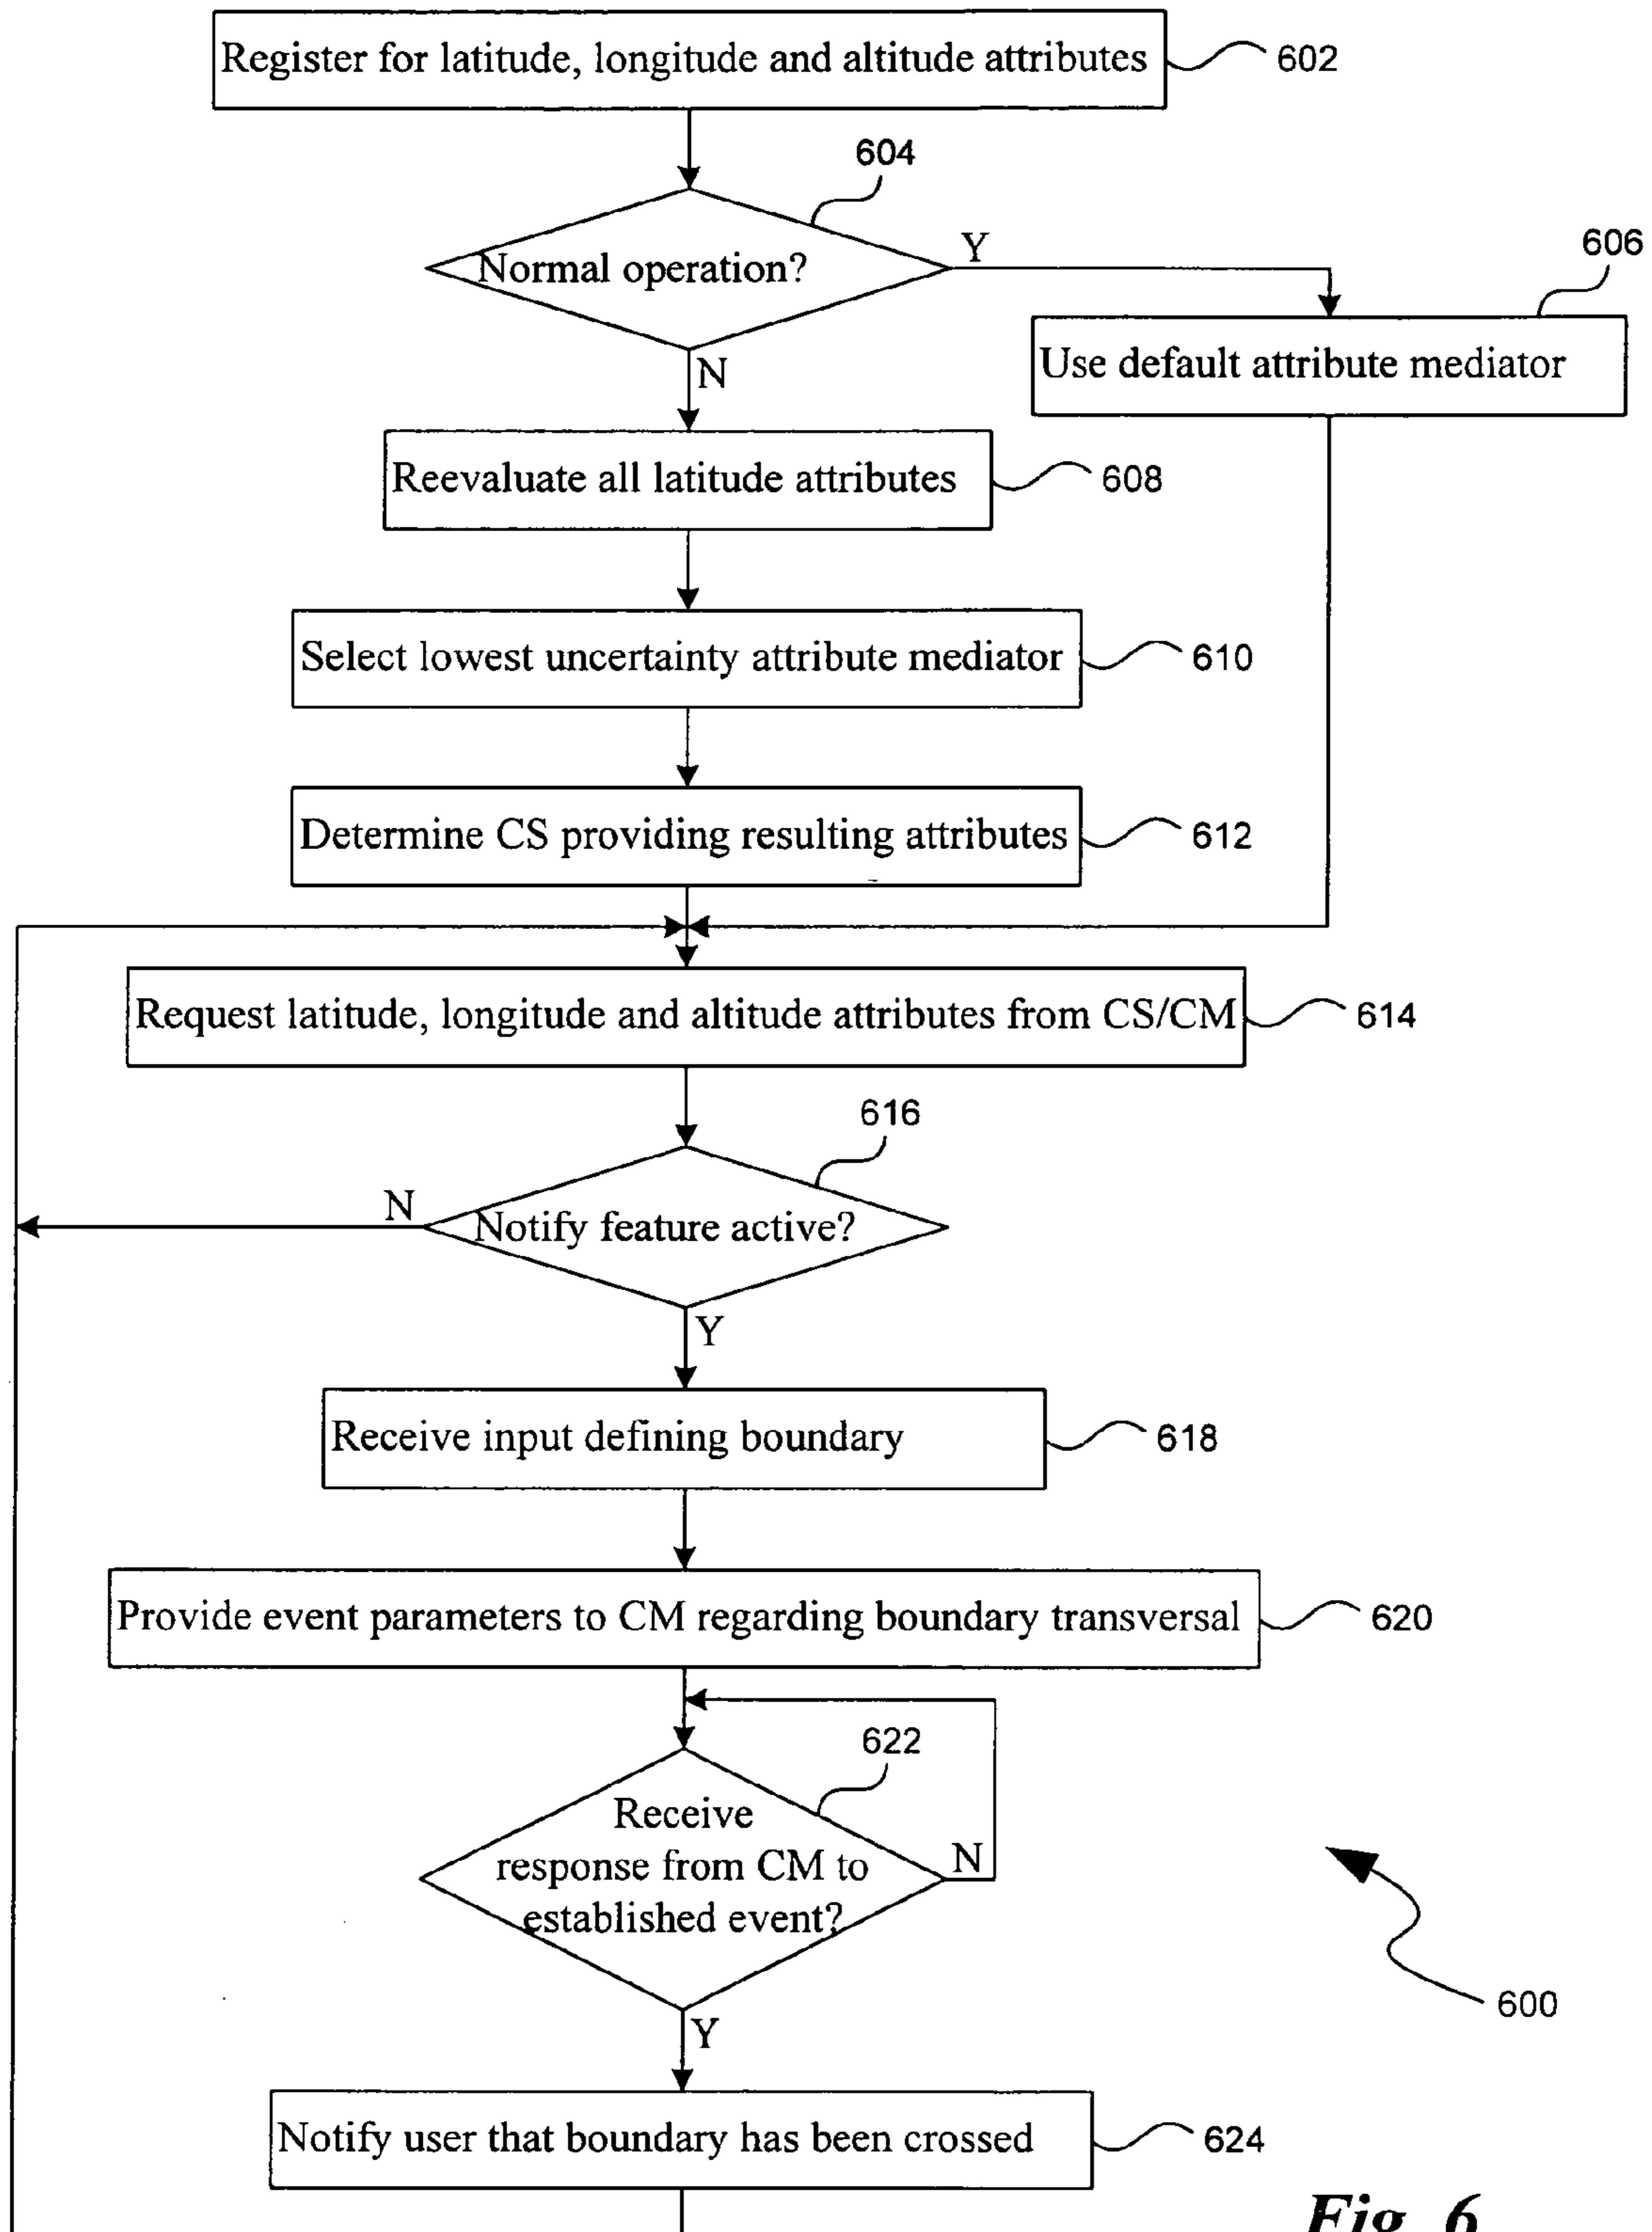 Register for latitude, longitude and altitude attributes
602
604
Normal operation?
Y
606
N
Use default attribute mediator
Reevaluate all latitude attributes
608
Select lowest uncertainty attribute mediator
610
Determine CS providing resulting attributes
612
Request latitude, longitude and altitude attributes from CS/CM
614
616
N
Notify feature active?
Y
Receive input defining boundary
618
Provide event parameters to CM regarding boundary transversal
620
622
Receive
response from CM to
established event?
N
600
Y
Notify user that boundary has been crossed
624
Fig. 6